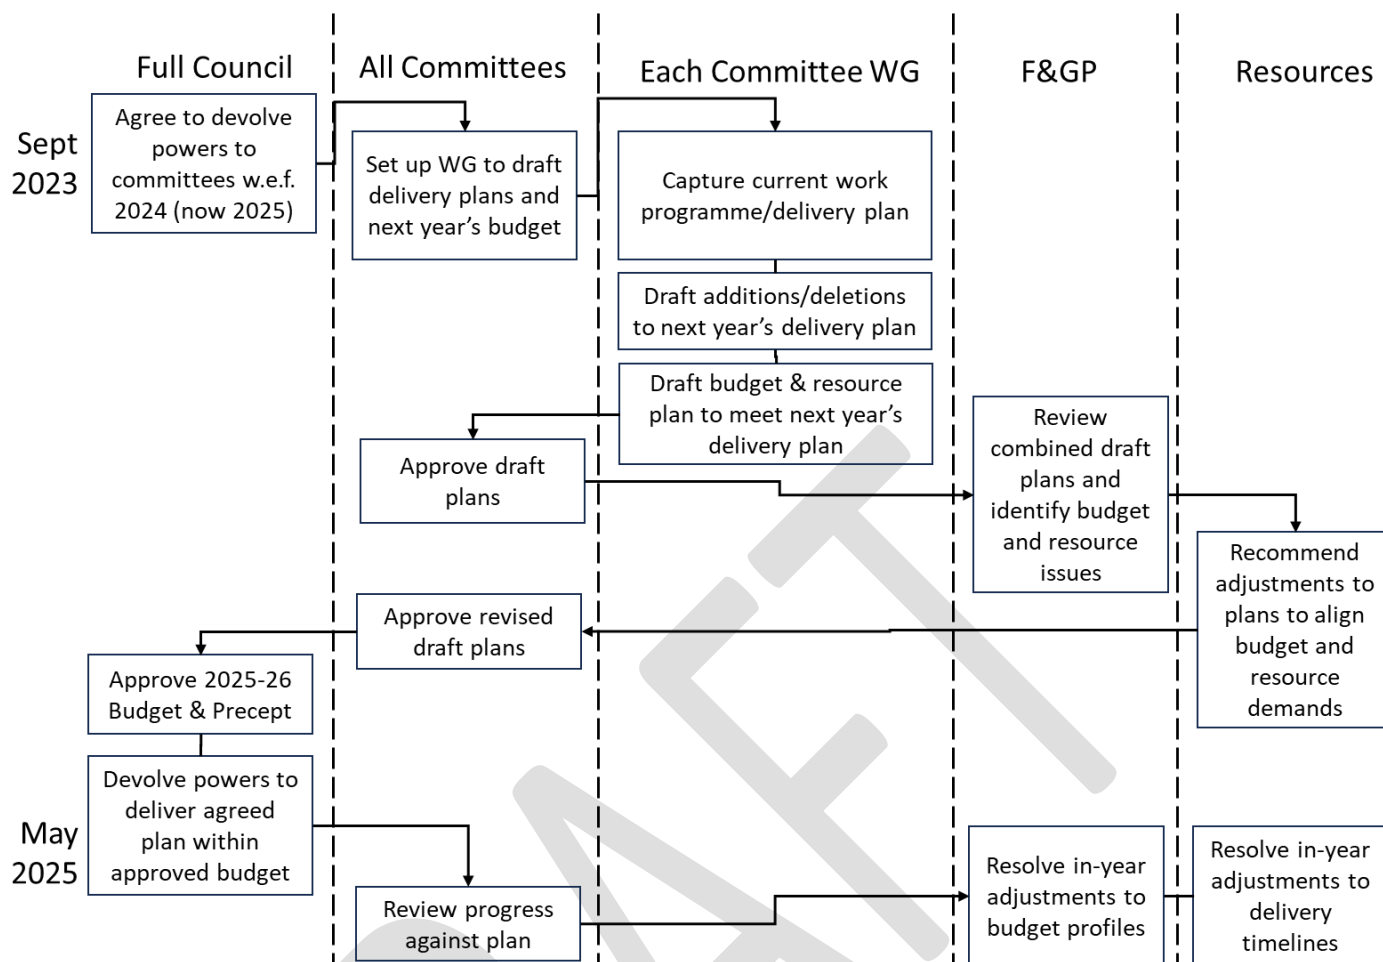 Full Council
All Committees
Each Committee WG
F&GP
Resources
Sept
2023
Agree to devolve
powers to
committees w.e.f.
2024 (now 2025)
Set up WG to draft
delivery plans and
next year’s budget
Capture current work
programme/delivery plan
Draft additions/deletions
to next year’s delivery plan
Draft budget & resource
plan to meet next year’s
delivery plan
Approve draft
plans
Review
combined draft
plans and
identify budget
and resource
issues
Recommend
adjustments to
plans to align
budget and
resource
demands
Approve revised
draft plans
Approve 2025-26
Budget & Precept
May
2025
Devolve powers to
deliver agreed
plan within
approved budget
Review progress
against plan
Resolve in-year
adjustments to
budget profiles
Resolve in-year
adjustments to
delivery
timelines
DRAFT